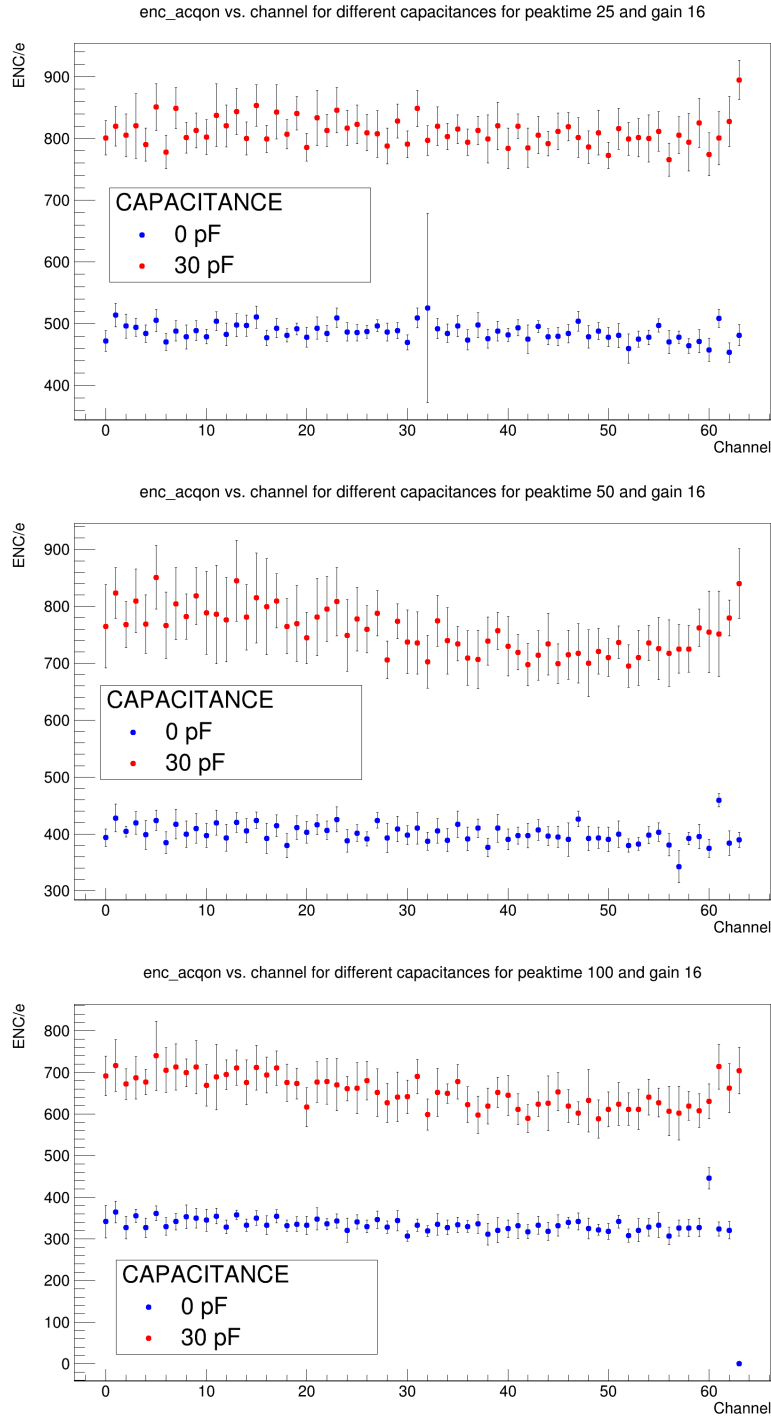 enc_acqon vs. channel for different capacitances for peaktime 25 and gain 16
ENC/e
900
800
700
600
500
400
CAPACITANCE
0 pF
30 pF
0 10 20 30 40 50 60
Channel
enc_acqon vs. channel for different capacitances for peaktime 50 and gain 16
ENC/e
900
800
700
600
500
400
300
CAPACITANCE
0 pF
30 pF
0 10 20 30 40 50 60
Channel
enc_acqon vs. channel for different capacitances for peaktime 100 and gain 16
ENC/e
800
700
600
500
400
300
200
100
0
CAPACITANCE
0 pF
30 pF
0 10 20 30 40 50 60
Channel